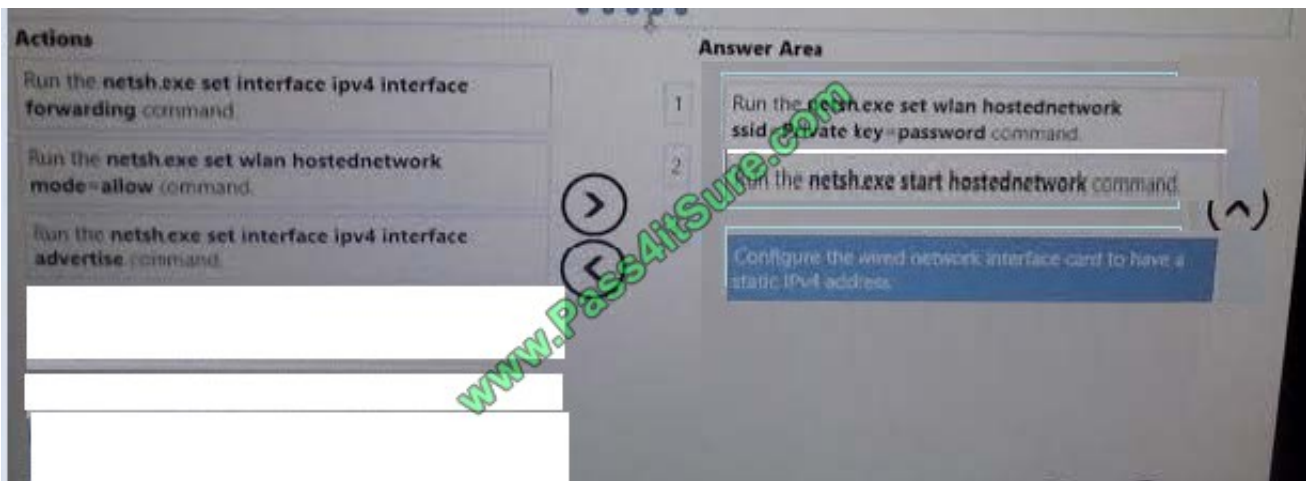 Actions
Run the netsh.exe set interface ipv4 interface
forwarding command.
Run the netsh.exe set wlan hostednetwork
mode=allow command.
Run the netsh.exe set interface ipv4 interface
advertise command.
Answer Area
1
Run the netsh.exe set wlan hostednetwork
ssid=Private key=password command.
2
Run the netsh.exe start hostednetwork command.
Configure the wired network interface card to have a
static IPv4 address.
www.Pass4itSure.com